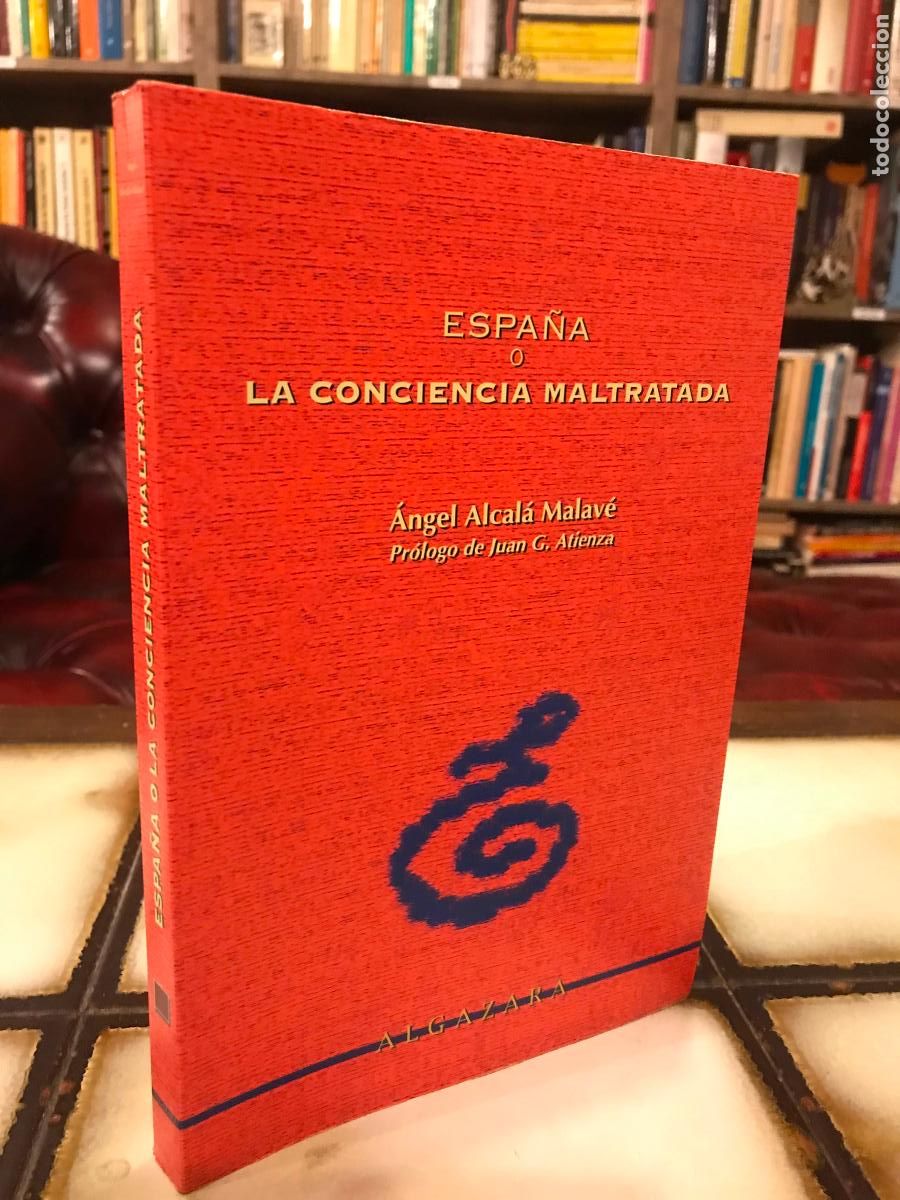 ESPAÑA
O
LA CONCIENCIA MALTRATADA
Ángel Alcalá Malavé
Prólogo de Juan G. Atienza
ALGAZARA
ESPAÑA O LA CONCIENCIA MALTRATADA
todocoleccion